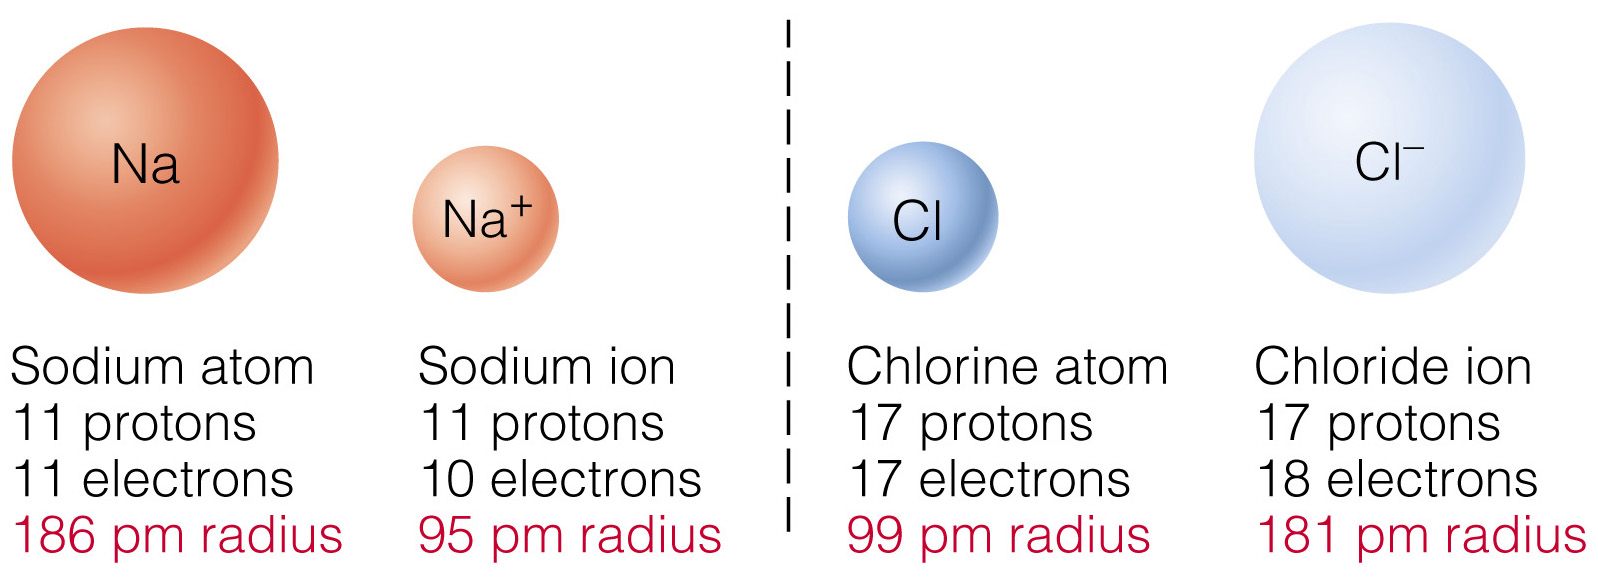 Na
Na⁺
Cl
Cl⁻
Sodium atom
11 protons
11 electrons
186 pm radius
Sodium ion
11 protons
10 electrons
95 pm radius
Chlorine atom
17 protons
17 electrons
99 pm radius
Chloride ion
17 protons
18 electrons
181 pm radius